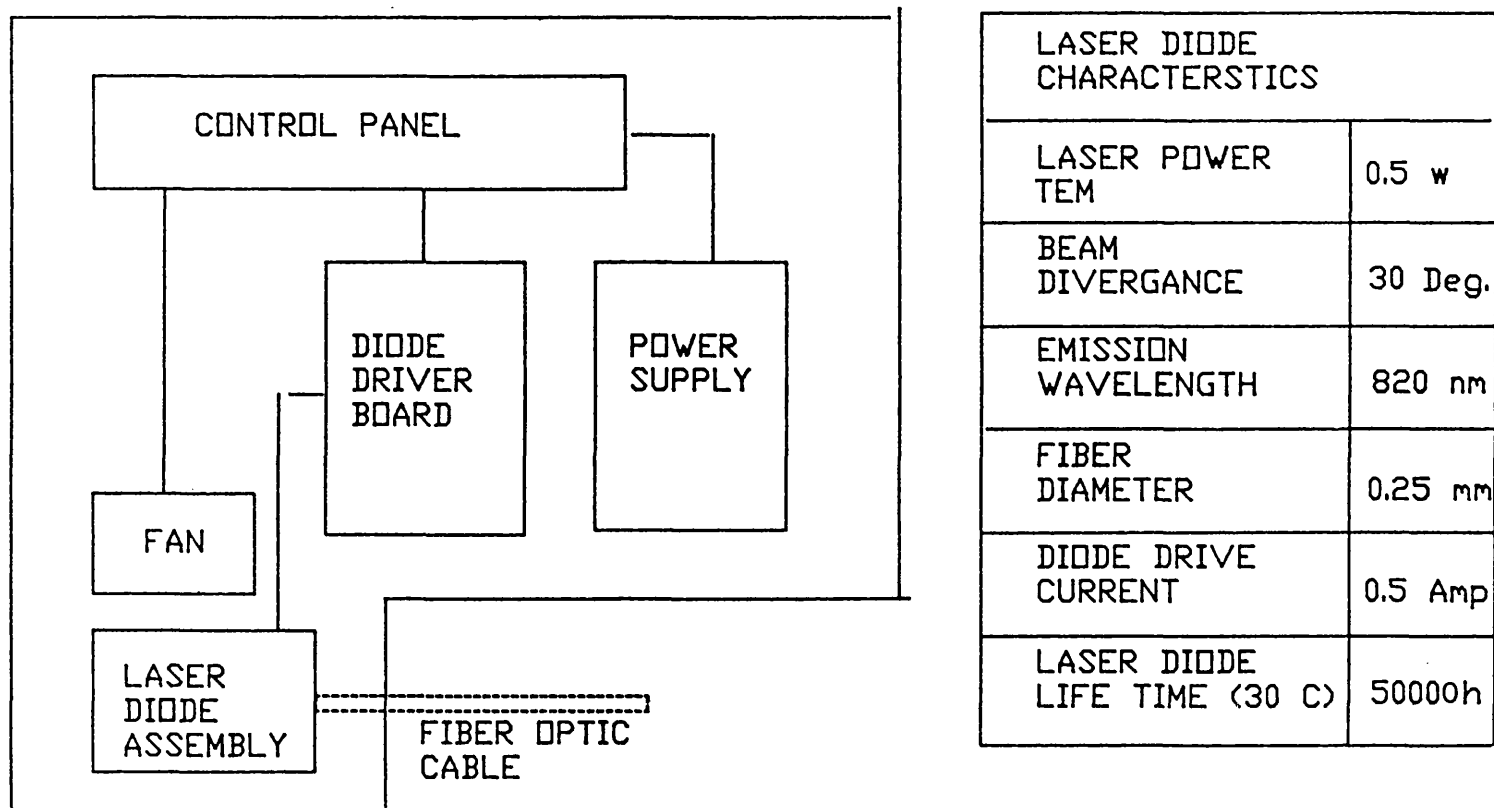 CONTROL PANEL
DIODE
DRIVER
BOARD
POWER
SUPPLY
FAN
LASER
DIODE
ASSEMBLY
FIBER OPTIC
CABLE
LASER DIODE
CHARACTERSTICS
LASER POWER
TEM
0.5 w
BEAM
DIVERGANCE
30 Deg.
EMISSION
WAVELENGTH
820 nm
FIBER
DIAMETER
0.25 mm
DIODE DRIVE
CURRENT
0.5 Amp
LASER DIODE
LIFE TIME (30 C)
50000h